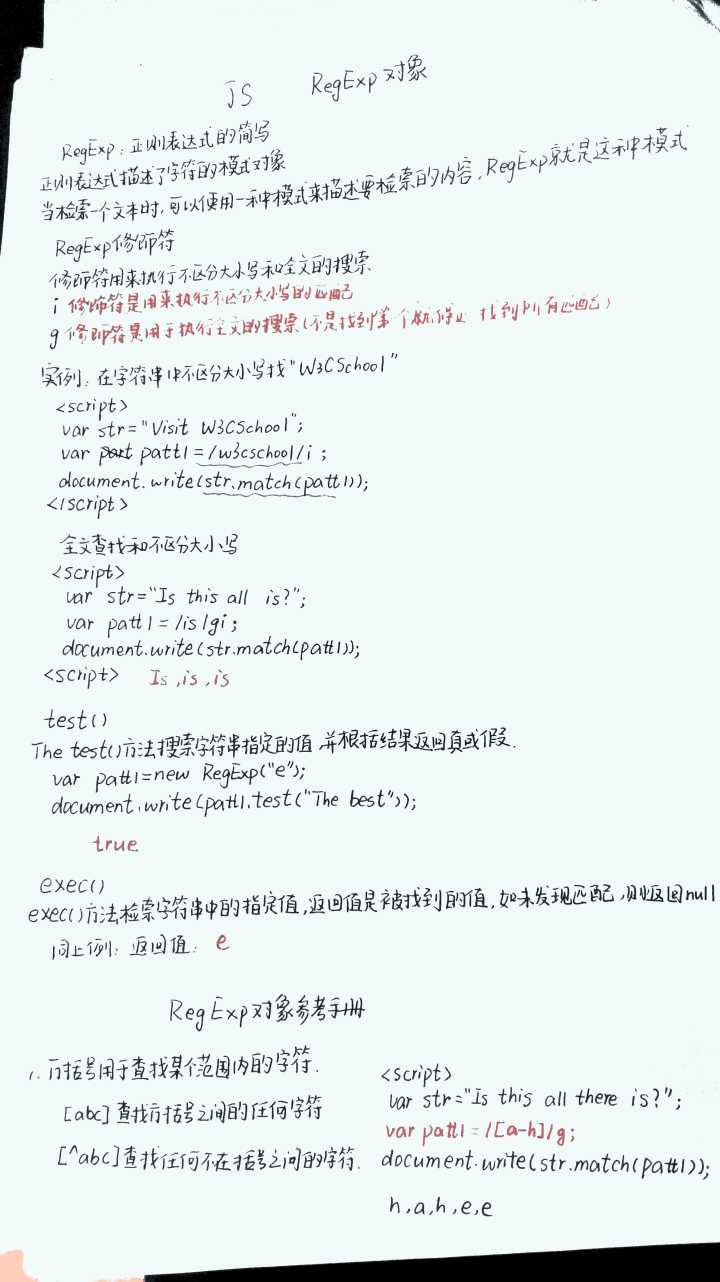 JS RegExp 对象
RegExp：正则表达式的简写
正则表达式描述了字符的模式对象
当检索一个文本时，可以使用一种模式来描述要检索的内容，RegExp就是这种模式
RegExp修饰符
修饰符用来执行不区分大小写和全文的搜索
i 修饰符是用来执行不区分大小写的匹配
g 修饰符是用于执行全文的搜索（不是找到第一个就停止 找到所有匹配）
实例：在字符串中不区分大小写找"W3CSchool"
<script>
var str="Visit W3CSchool";
var patt1=/w3cschool/i;
document.write(str.match(patt1));
</script>
全文查找和不区分大小写
<script>
var str="Is this all is?";
var patt1=/is/gi;
document.write(str.match(patt1));
<script> Is,is,is
test()
The test()方法搜索字符串指定的值 并根据结果返回真或假.
var patt1=new RegExp("e");
document.write(patt1.test("The best"));
true
exec()
exec()方法检索字符串中的指定值,返回值是被找到的值,如未发现匹配,则返回null
同上例：返回值：e
RegExp对象参考手册
1. 方括号用于查找某个范围内的字符.
[abc]查找方括号之间的任何字符
[^abc]查找任何不在括号之间的字符.
<script>
var str="Is this all there is?";
var patt1=/[a-h]/g;
document.write(str.match(patt1));
h,a,h,e,e